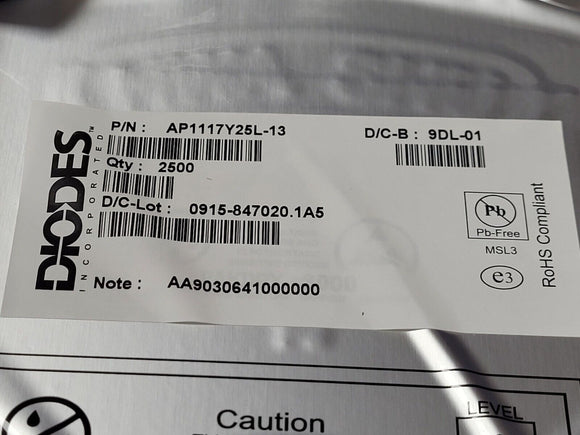 DIODES™
INCORPORATED
P/N : AP1117Y25L-13
D/C-B : 9DL-01
Qty : 2500
D/C-Lot : 0915-847020.1A5
Note : AA9030641000000
Pb
Pb-Free
MSL3
e3
RoHS Compliant
Caution
LEVEL